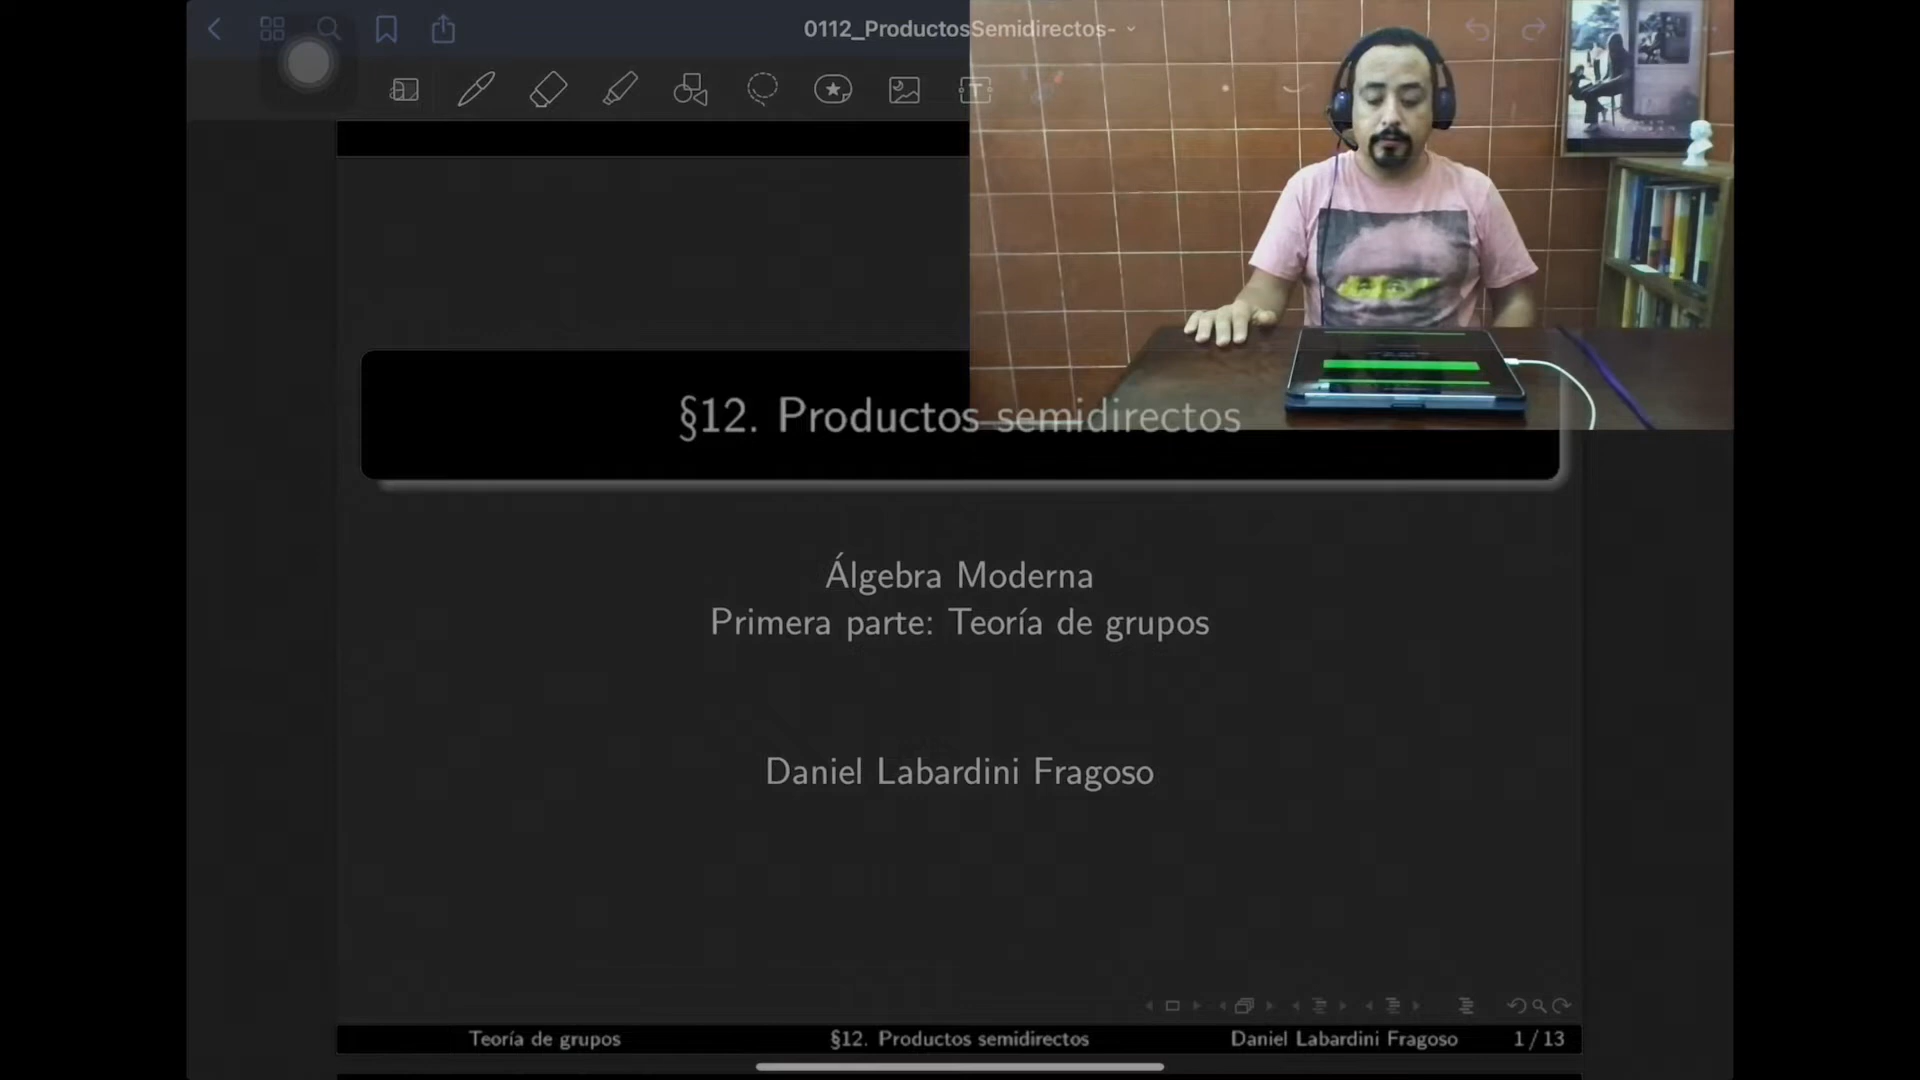 0112_ProductosSemidirectos-
§12. Productos semidirectos
Álgebra Moderna
Primera parte: Teoría de grupos
Daniel Labardini Fragoso
Teoría de grupos
§12. Productos semidirectos
Daniel Labardini Fragoso
1 / 13